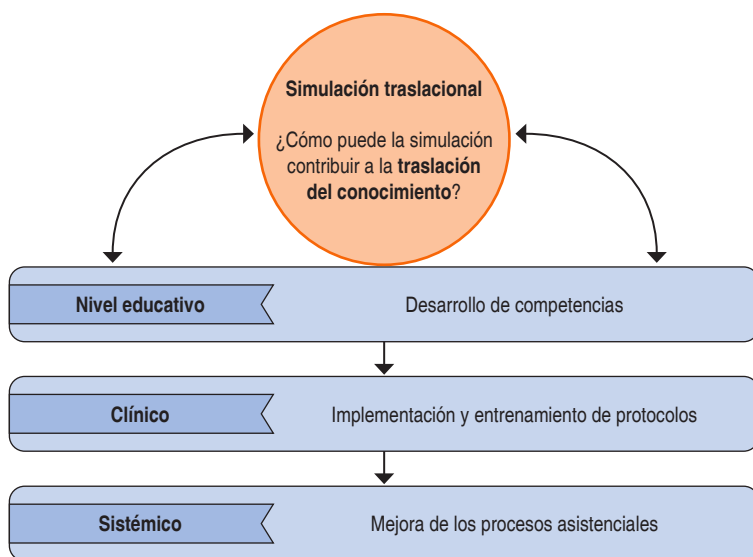 Simulación traslacional
¿Cómo puede la simulación
contribuir a la traslación
del conocimiento?
Nivel educativo
Desarrollo de competencias
Clínico
Implementación y entrenamiento de protocolos
Sistémico
Mejora de los procesos asistenciales